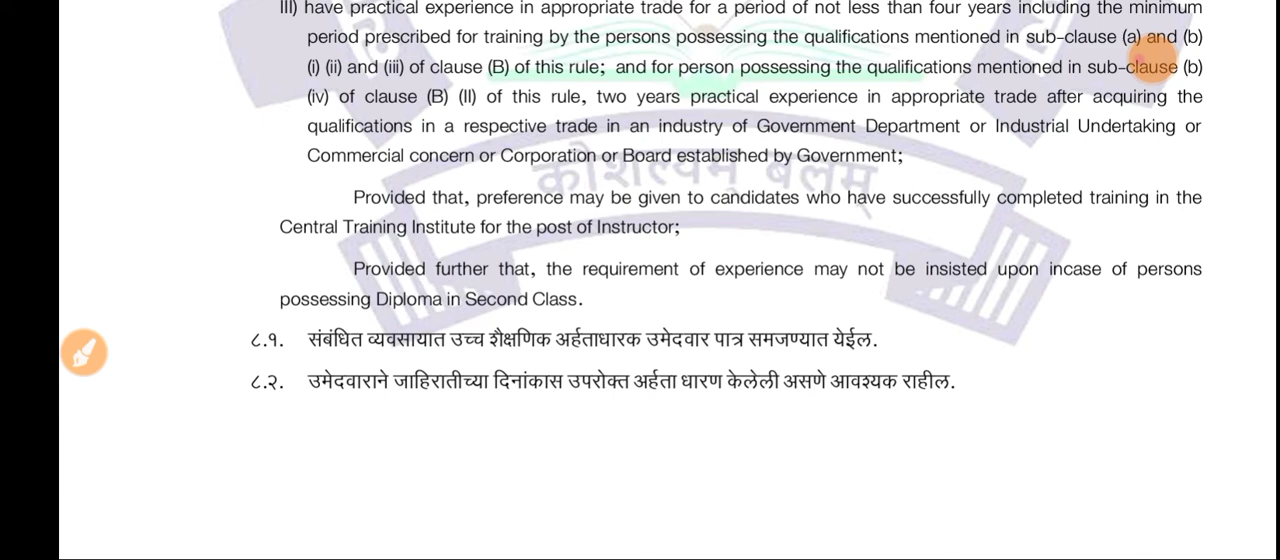 III) have practical experience in appropriate trade for a period of not less than four years including the minimum
period prescribed for training by the persons possessing the qualifications mentioned in sub-clause (a) and (b)
(i) (ii) and (iii) of clause (B) of this rule; and for person possessing the qualifications mentioned in sub-clause (b)
(iv) of clause (B) (II) of this rule, two years practical experience in appropriate trade after acquiring the
qualifications in a respective trade in an industry of Government Department or Industrial Undertaking or
Commercial concern or Corporation or Board established by Government;
कौशल्यम् बलम्
Provided that, preference may be given to candidates who have successfully completed training in the
Central Training Institute for the post of Instructor;
Provided further that, the requirement of experience may not be insisted upon incase of persons
possessing Diploma in Second Class.
८.१. संबंधित व्यवसायात उच्च शैक्षणिक अर्हताधारक उमेदवार पात्र समजण्यात येईल.
८.२. उमेदवाराने जाहिरातीच्या दिनांकास उपरोक्त अर्हता धारण केलेली असणे आवश्यक राहील.